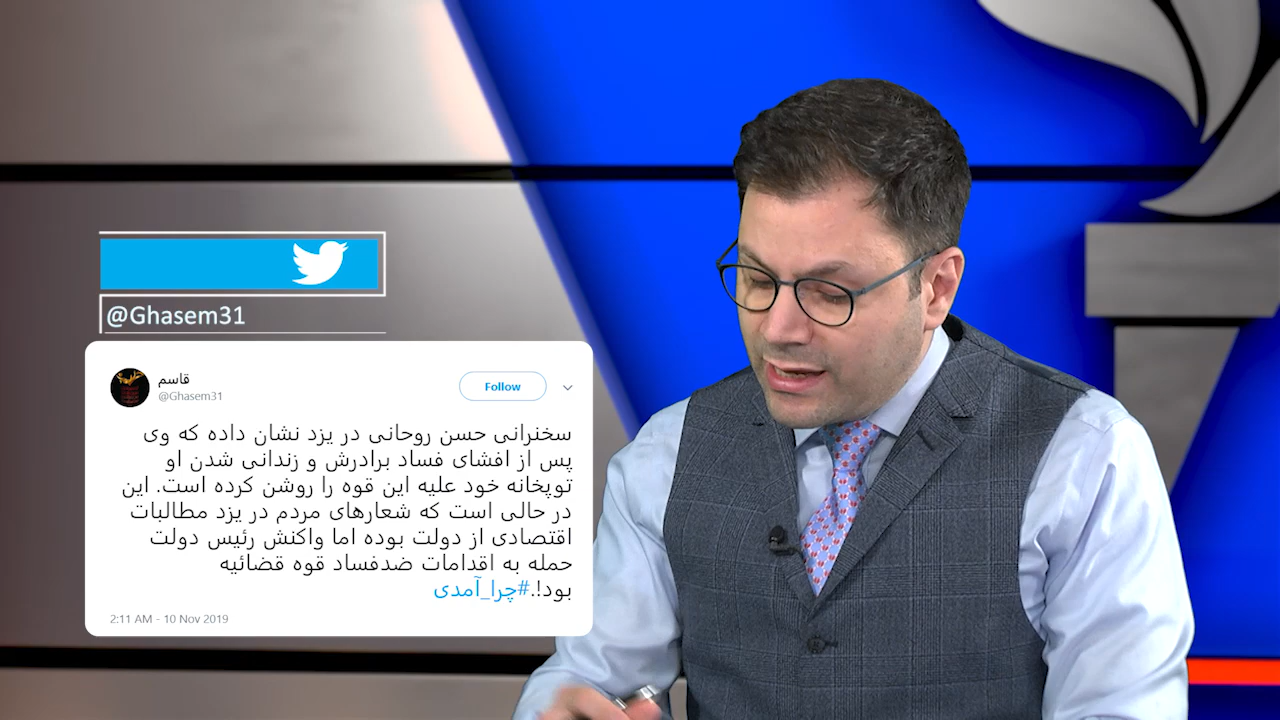 @Ghasem31
قاسم
@Ghasem31
Follow
سخنرانی حسن روحانی در یزد نشان داده که وی
پس از افشای فساد برادرش و زندانی شدن او
توپخانه خود علیه این قوه را روشن کرده است. این
در حالی است که شعارهای مردم در یزد مطالبات
اقتصادی از دولت بوده اما واکنش رئیس دولت
حمله به اقدامات ضدفساد قوه قضائیه
بود!.#چرا_آمدی
2:11 AM - 10 Nov 2019